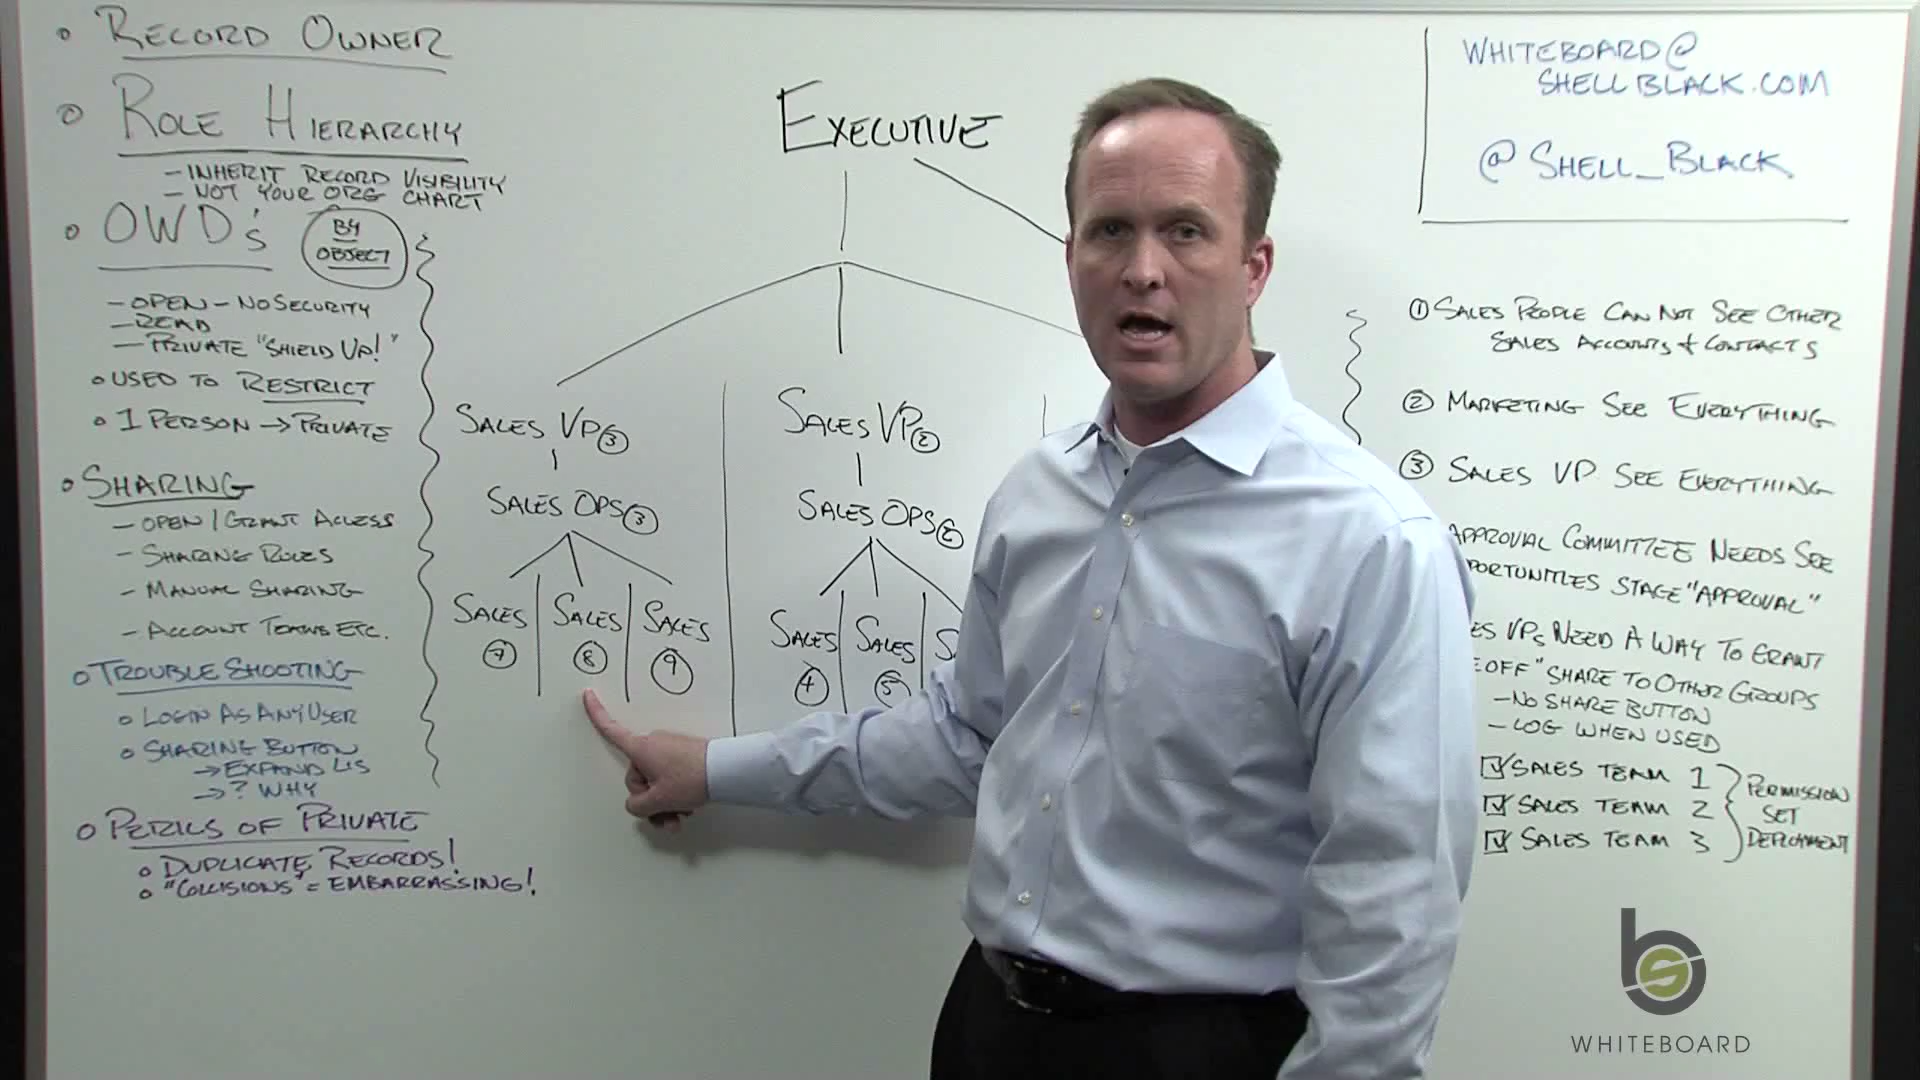 • RECORD OWNER
• ROLE HIERARCHY
- INHERIT RECORD VISIBILITY
- NOT YOUR ORG CHART
• OWD's
BY
OBJECT
- OPEN - NO SECURITY
- READ
- PRIVATE "SHIELD UP!"
• USED TO RESTRICT
• 1 PERSON → PRIVATE
• SHARING
- OPEN / GRANT ACCESS
- SHARING RULES
- MANUAL SHARING
- ACCOUNT TEAMS ETC.
• TROUBLE SHOOTING
• LOGIN AS ANY USER
• SHARING BUTTON
→ EXPAND LIS
→ ? WHY
• PERILS OF PRIVATE
• DUPLICATE RECORDS!
• "COLLISIONS" = EMBARRASSING!
EXECUTIVE
SALES VP ③
SALES VP ②
SALES OPS ③
SALES OPS ②
SALES
SALES
SALES
SALES
SALES
S
⑦
⑧
⑨
④
⑤
WHITEBOARD@
SHELLBLACK.COM
@SHELL_BLACK
① SALES PEOPLE CAN NOT SEE OTHER
SALES ACCOUNTS + CONTACTS
② MARKETING SEE EVERYTHING
③ SALES VP SEE EVERYTHING
APPROVAL COMMITTEE NEEDS SEE
PORTUNITIES STAGE "APPROVAL"
ES VPs NEED A WAY TO GRANT
EOFF" SHARE TO OTHER GROUPS
- NO SHARE BUTTON
- LOG WHEN USED
☑ SALES TEAM 1
☑ SALES TEAM 2
☑ SALES TEAM 3
PERMISSION
SET
DEPLOYMENT
bs
WHITEBOARD